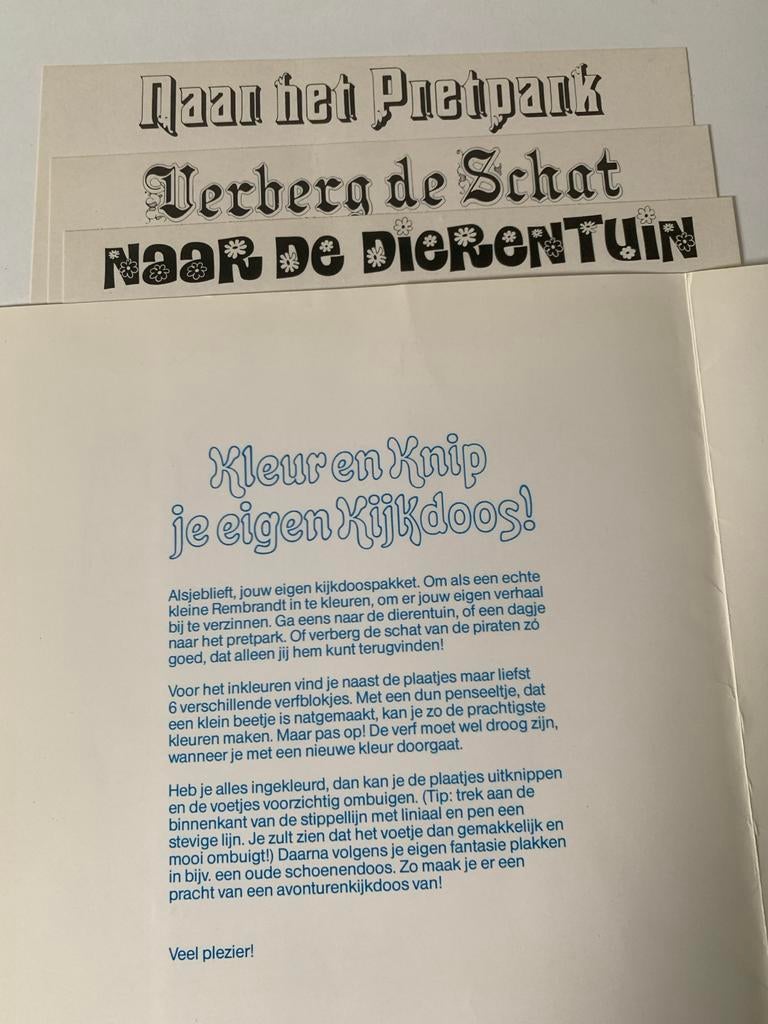 Naar het Pretpark
Verberg de Schat
NAAR DE DIERENTUIN
Kleur en Knip
je eigen Kijkdoos!
Alsjeblieft, jouw eigen kijkdoospakket. Om als een echte
kleine Rembrandt in te kleuren, om er jouw eigen verhaal
bij te verzinnen. Ga eens naar de dierentuin, of een dagje
naar het pretpark. Of verberg de schat van de piraten zó
goed, dat alleen jij hem kunt terugvinden!
Voor het inkleuren vind je naast de plaatjes maar liefst
6 verschillende verfblokjes. Met een dun penseeltje, dat
een klein beetje is natgemaakt, kan je zo de prachtigste
kleuren maken. Maar pas op! De verf moet wel droog zijn,
wanneer je met een nieuwe kleur doorgaat.
Heb je alles ingekleurd, dan kan je de plaatjes uitknippen
en de voetjes voorzichtig ombuigen. (Tip: trek aan de
binnenkant van de stippellijn met liniaal en pen een
stevige lijn. Je zult zien dat het voetje dan gemakkelijk en
mooi ombuigt!) Daarna volgens je eigen fantasie plakken
in bijv. een oude schoenendoos. Zo maak je er een
pracht van een avonturenkijkdoos van!
Veel plezier!